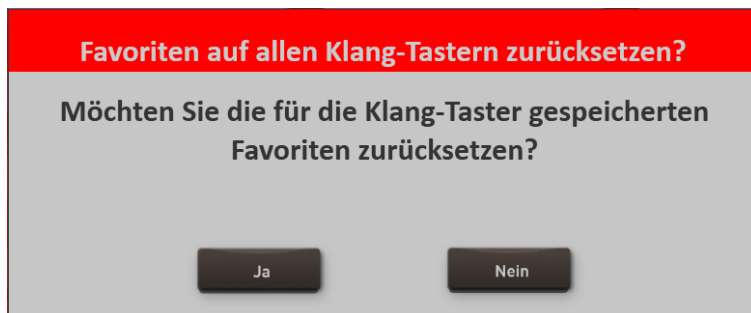 Favoriten auf allen Klang-Tastern zurücksetzen?
Möchten Sie die für die Klang-Taster gespeicherten
Favoriten zurücksetzen?
Ja
Nein